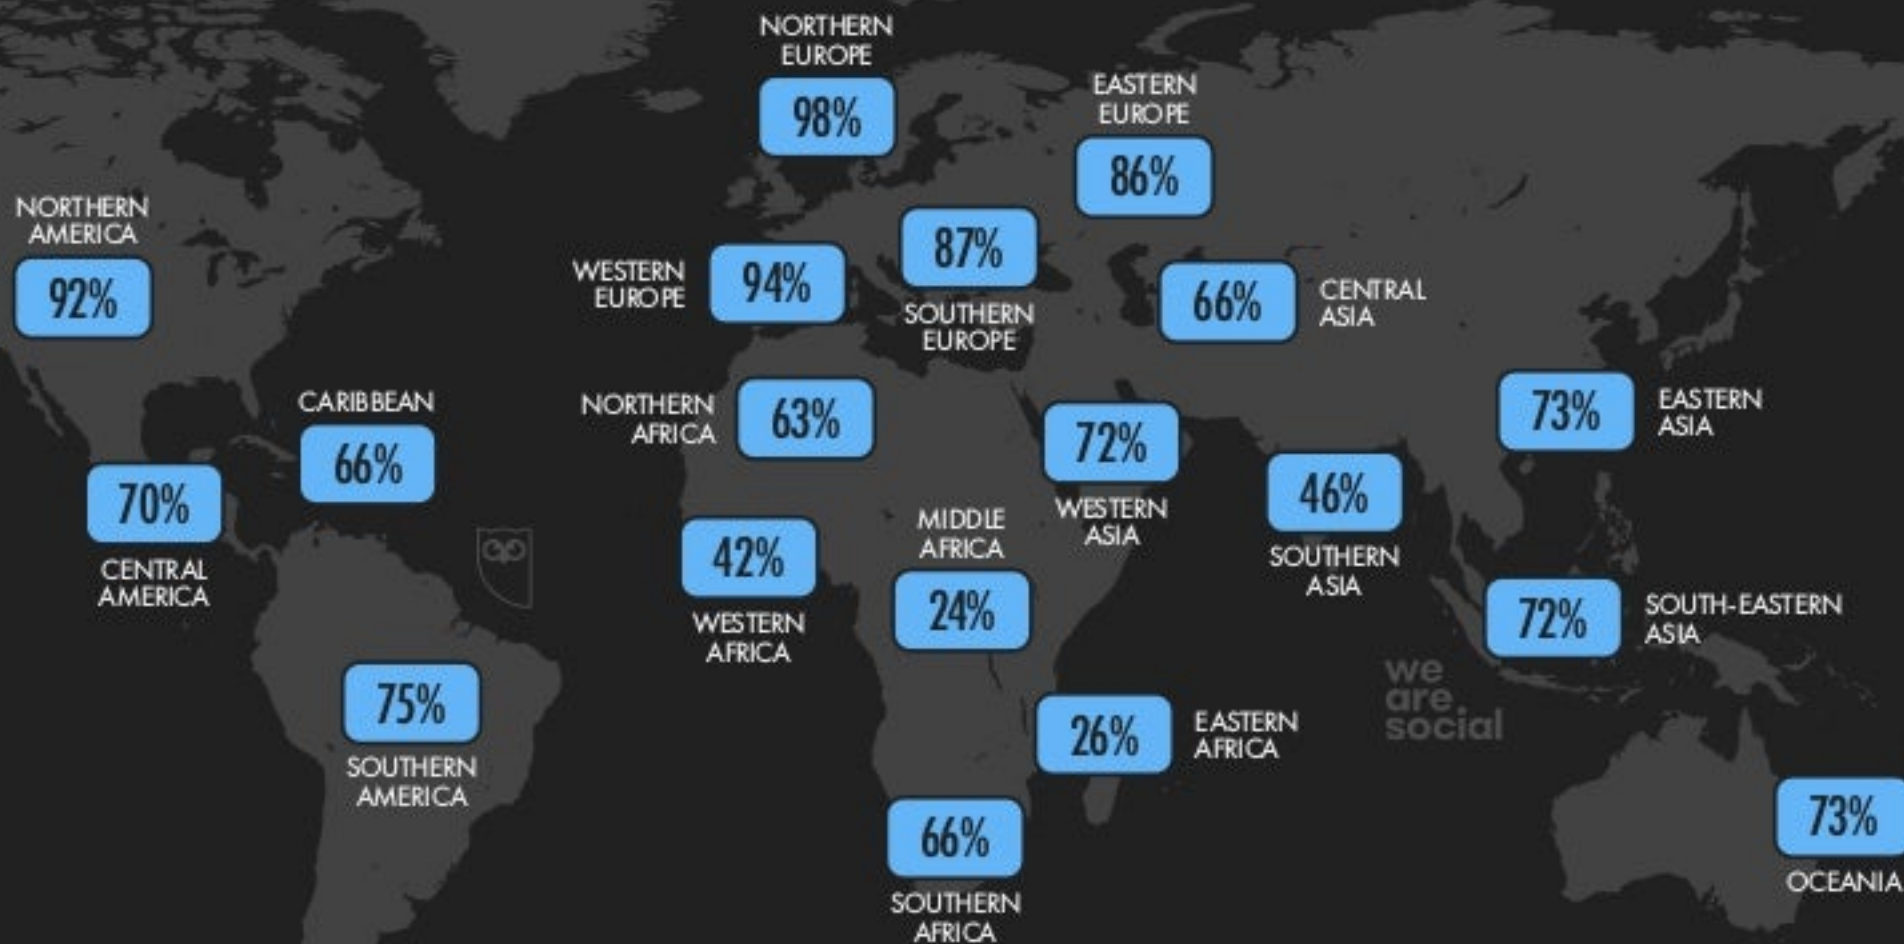 NORTHERN
EUROPE
98%
EASTERN
EUROPE
86%
NORTHERN
AMERICA
92%
WESTERN
EUROPE
94%
87%
SOUTHERN
EUROPE
66%
CENTRAL
ASIA
CARIBBEAN
66%
NORTHERN
AFRICA
63%
72%
WESTERN
ASIA
73%
EASTERN
ASIA
70%
CENTRAL
AMERICA
42%
WESTERN
AFRICA
MIDDLE
AFRICA
24%
46%
SOUTHERN
ASIA
72%
SOUTH-EASTERN
ASIA
we
are
social
75%
SOUTHERN
AMERICA
26%
EASTERN
AFRICA
66%
SOUTHERN
AFRICA
73%
OCEANIA